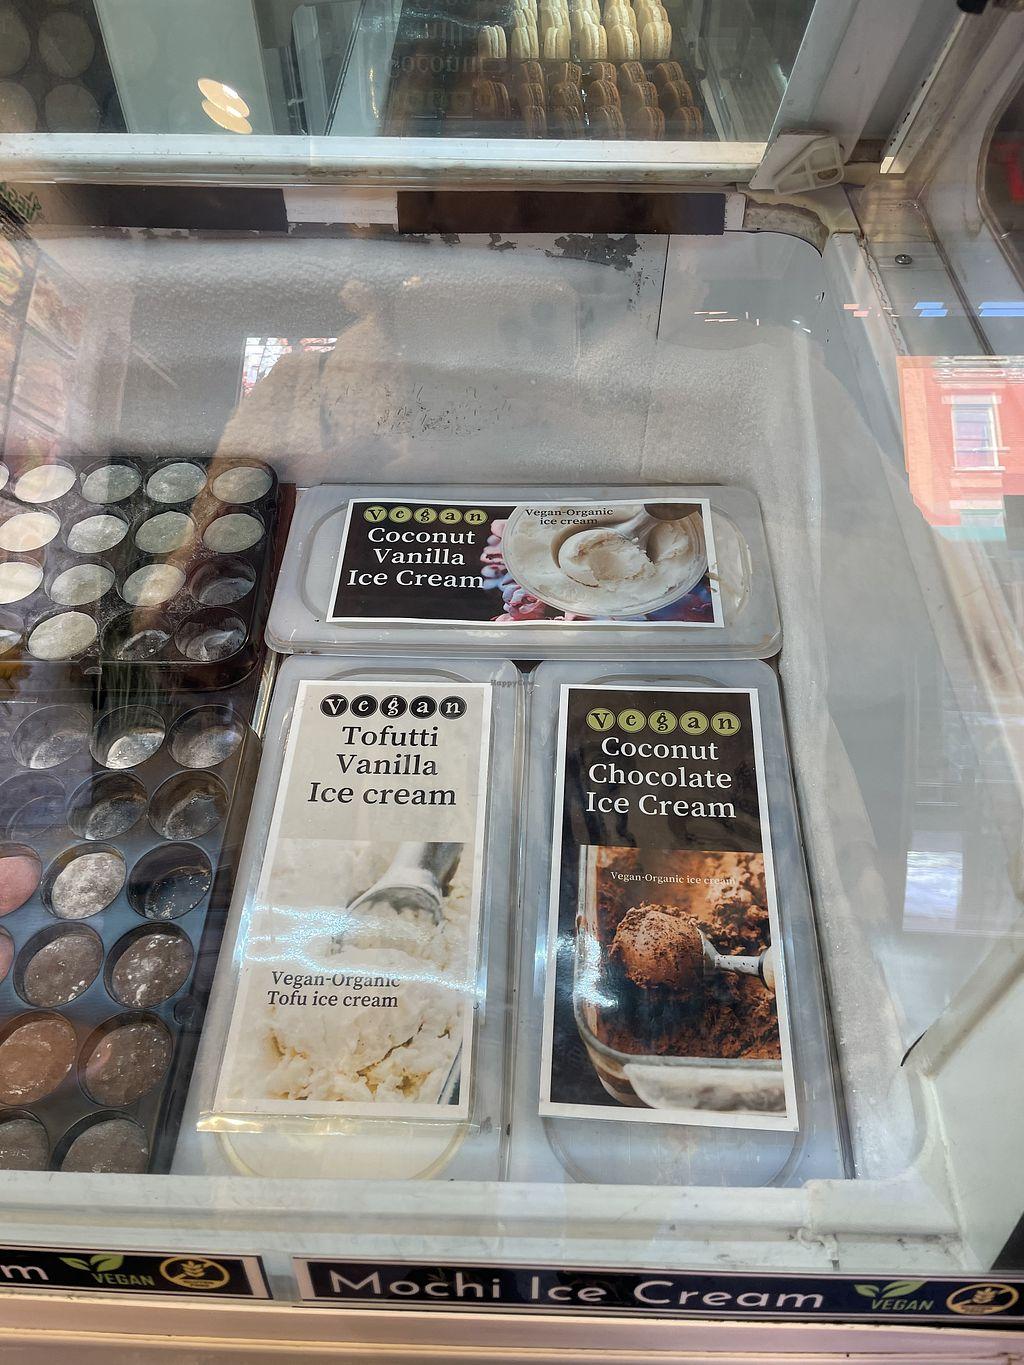 Vegan
Coconut
Vanilla
Ice Cream
Vegan-Organic
ice cream
HappyCow
Vegan
Tofutti
Vanilla
Ice cream
Vegan-Organic
Tofu ice cream
Vegan
Coconut
Chocolate
Ice Cream
Vegan-Organic ice cream
m VEGAN
Mochi Ice Cream VEGAN